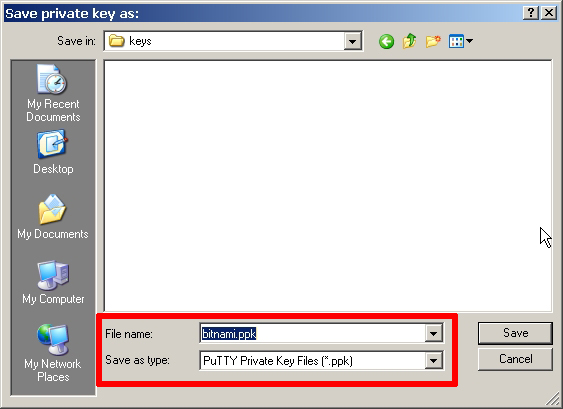 Save private key as:
Save in:
keys
My Recent
Documents
Desktop
My Documents
My Computer
My Network
Places
File name:
bitnami.ppk
Save
Save as type:
PuTTY Private Key Files (*.ppk)
Cancel